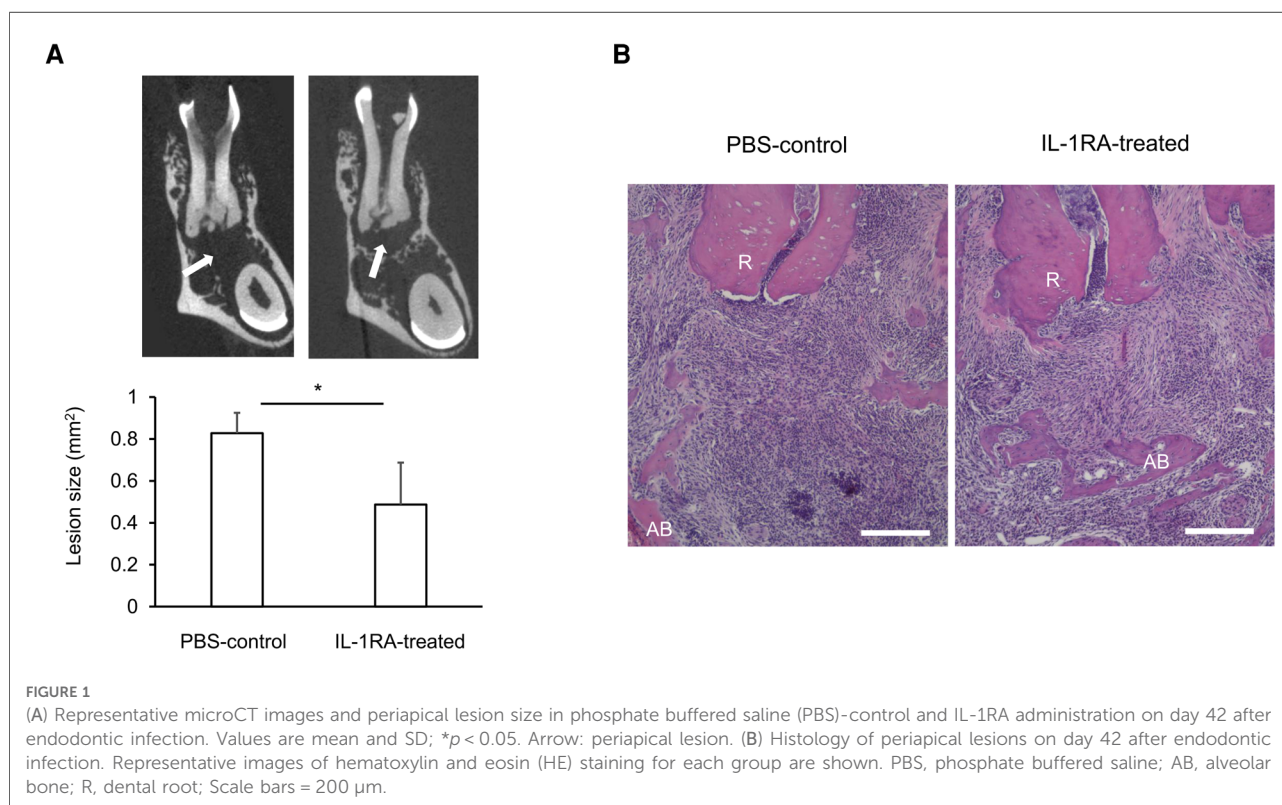 A
B
PBS-control
IL-1RA-treated
R
R
AB
AB
Lesion size (mm²)
1
0.8
0.6
0.4
0.2
0
*
PBS-control
IL-1RA-treated
FIGURE 1
(A) Representative microCT images and periapical lesion size in phosphate buffered saline (PBS)-control and IL-1RA administration on day 42 after
endodontic infection. Values are mean and SD; *p < 0.05. Arrow: periapical lesion. (B) Histology of periapical lesions on day 42 after endodontic
infection. Representative images of hematoxylin and eosin (HE) staining for each group are shown. PBS, phosphate buffered saline; AB, alveolar
bone; R, dental root; Scale bars = 200 µm.